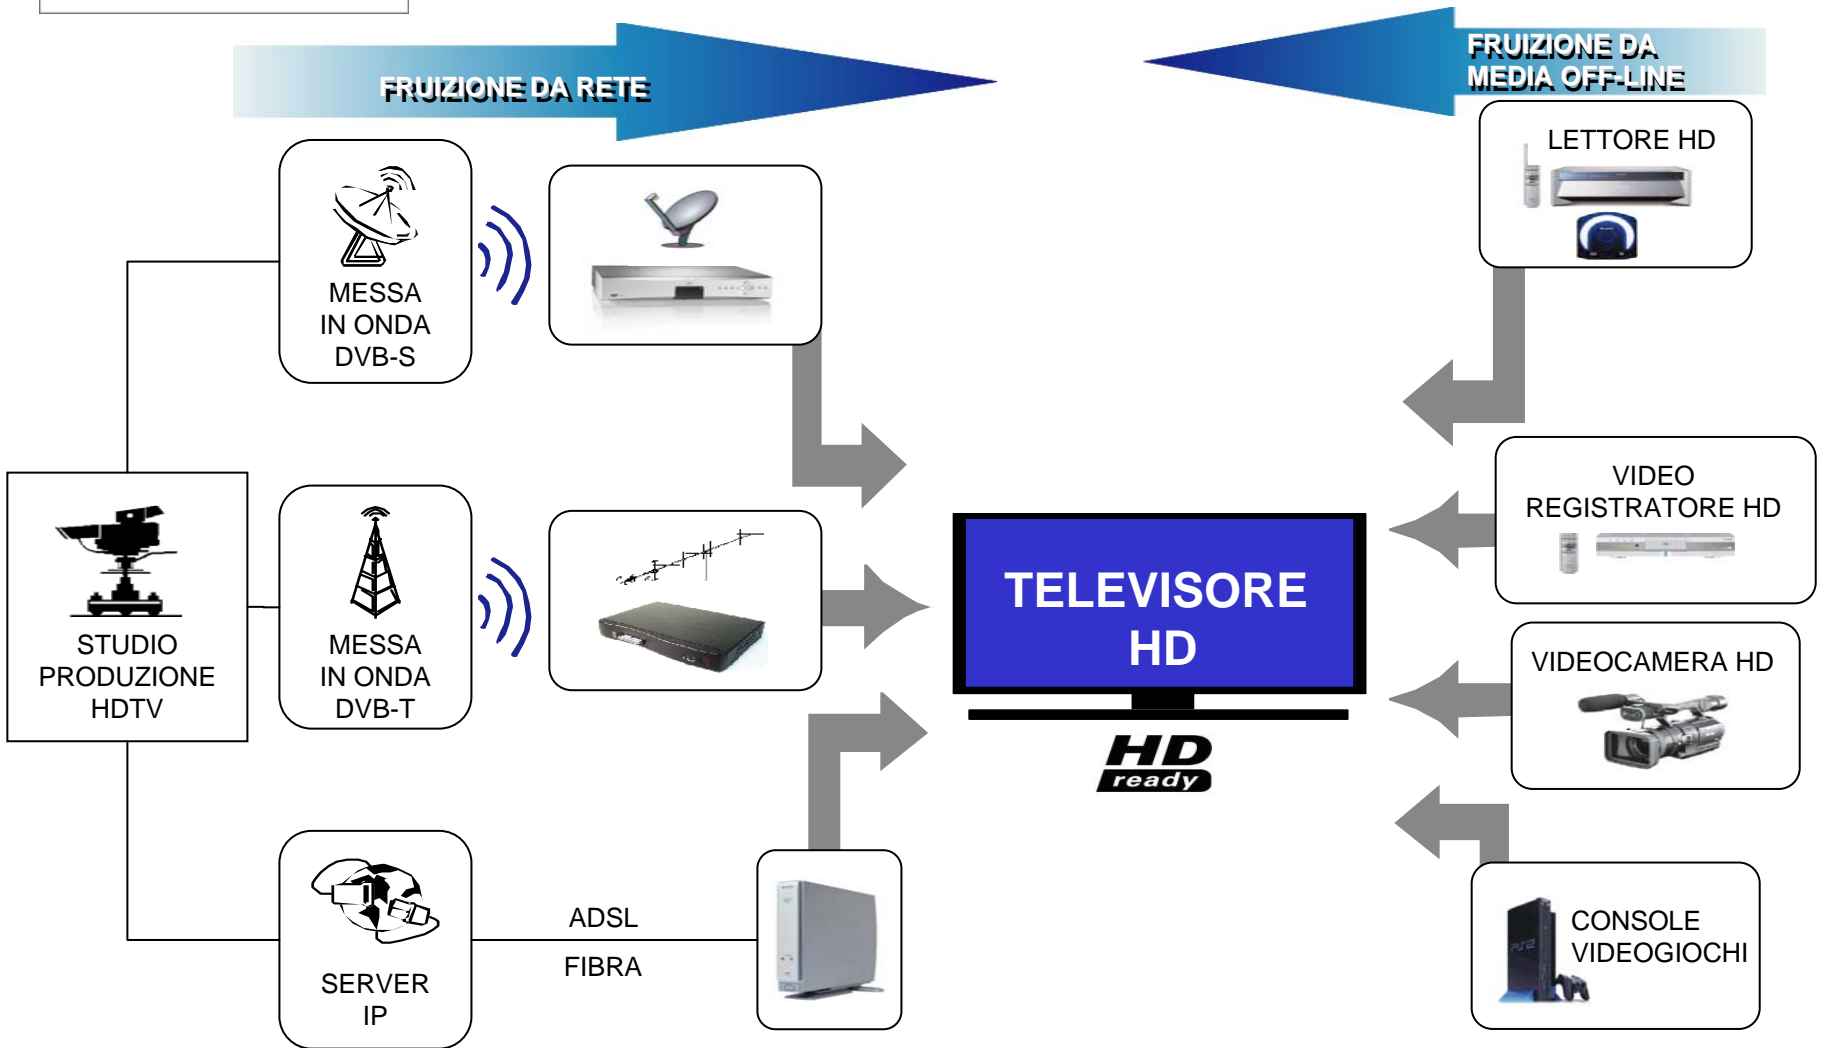 FRUIZIONE DA RETE
FRUIZIONE DA
MEDIA OFF-LINE
MESSA
IN ONDA
DVB-S
LETTORE HD
STUDIO
PRODUZIONE
HDTV
MESSA
IN ONDA
DVB-T
TELEVISORE
HD
HD
ready
VIDEO
REGISTRATORE HD
VIDEOCAMERA HD
SERVER
IP
ADSL
FIBRA
PS2
CONSOLE
VIDEOGIOCHI